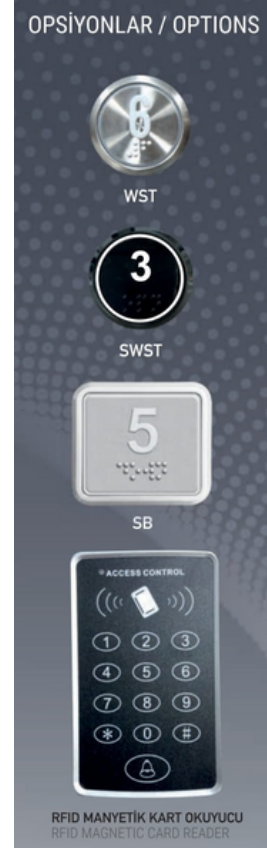 OPSİYONLAR / OPTIONS
6
WST
3
SWST
5
SB
ACCESS CONTROL
1 2 3
4 5 6
7 8 9
* 0 #
RFID MANYETİK KART OKUYUCU
RFID MAGNETIC CARD READER